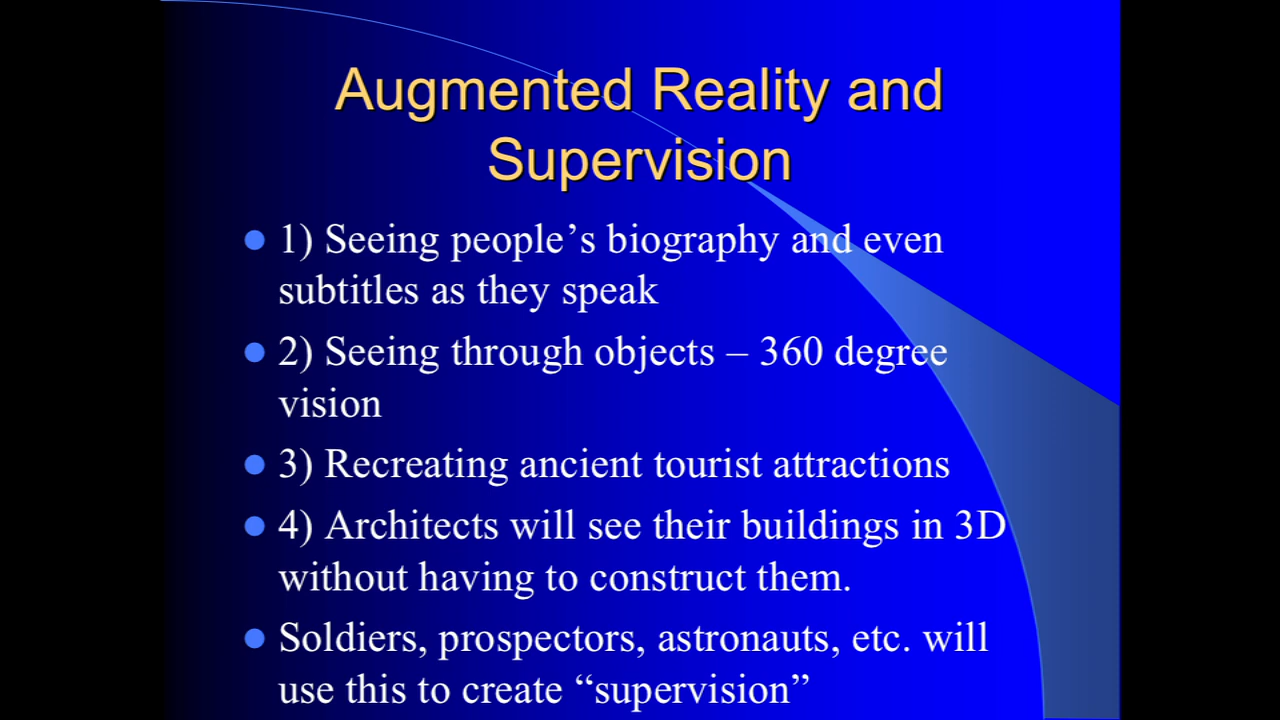 Augmented Reality and
Supervision
1) Seeing people’s biography and even
subtitles as they speak
2) Seeing through objects – 360 degree
vision
3) Recreating ancient tourist attractions
4) Architects will see their buildings in 3D
without having to construct them.
Soldiers, prospectors, astronauts, etc. will
use this to create “supervision”